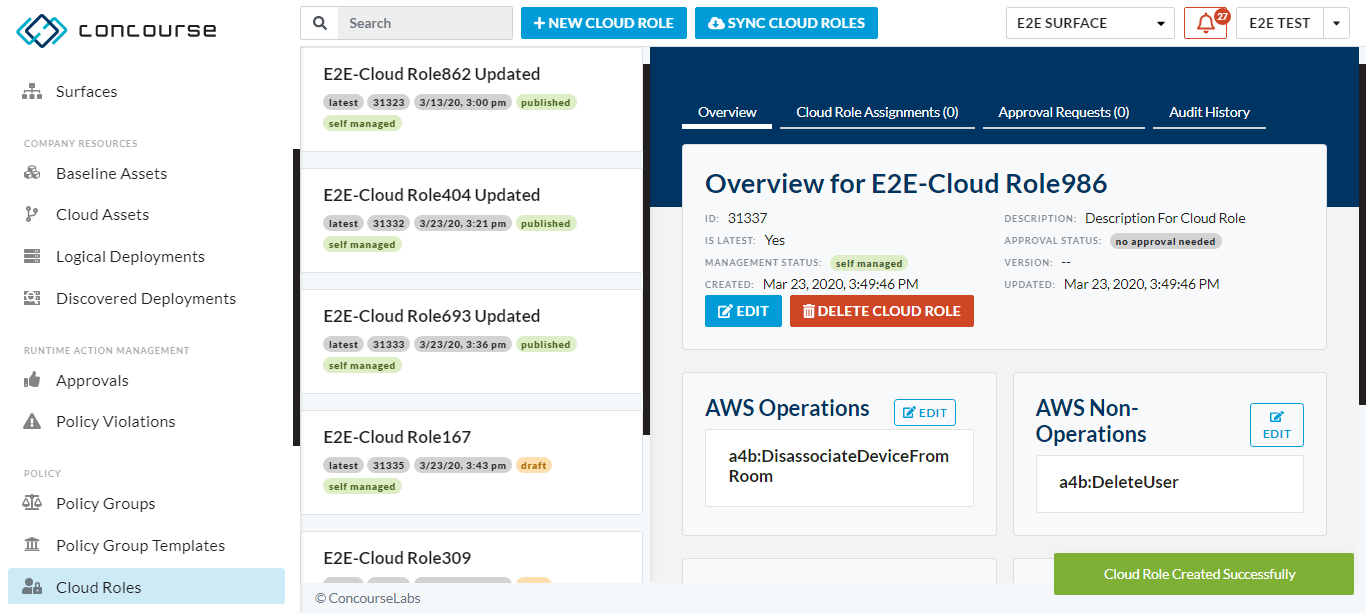 concourse
Search
NEW CLOUD ROLE
SYNC CLOUD ROLES
E2E SURFACE
27
E2E TEST
Surfaces
COMPANY RESOURCES
Baseline Assets
Cloud Assets
Logical Deployments
Discovered Deployments
RUNTIME ACTION MANAGEMENT
Approvals
Policy Violations
POLICY
Policy Groups
Policy Group Templates
Cloud Roles
E2E-Cloud Role862 Updated
latest 31323 3/13/20, 3:00 pm published
self managed
E2E-Cloud Role404 Updated
latest 31332 3/23/20, 3:21 pm published
self managed
E2E-Cloud Role693 Updated
latest 31333 3/23/20, 3:36 pm published
self managed
E2E-Cloud Role167
latest 31335 3/23/20, 3:43 pm draft
self managed
E2E-Cloud Role309
© ConcourseLabs
Overview Cloud Role Assignments (0) Approval Requests (0) Audit History
Overview for E2E-Cloud Role986
ID: 31337
IS LATEST: Yes
MANAGEMENT STATUS: self managed
CREATED: Mar 23, 2020, 3:49:46 PM
DESCRIPTION: Description For Cloud Role
APPROVAL STATUS: no approval needed
VERSION: --
UPDATED: Mar 23, 2020, 3:49:46 PM
EDIT DELETE CLOUD ROLE
AWS Operations EDIT
a4b:DisassociateDeviceFrom
Room
AWS Non-
Operations
EDIT
a4b:DeleteUser
Cloud Role Created Successfully